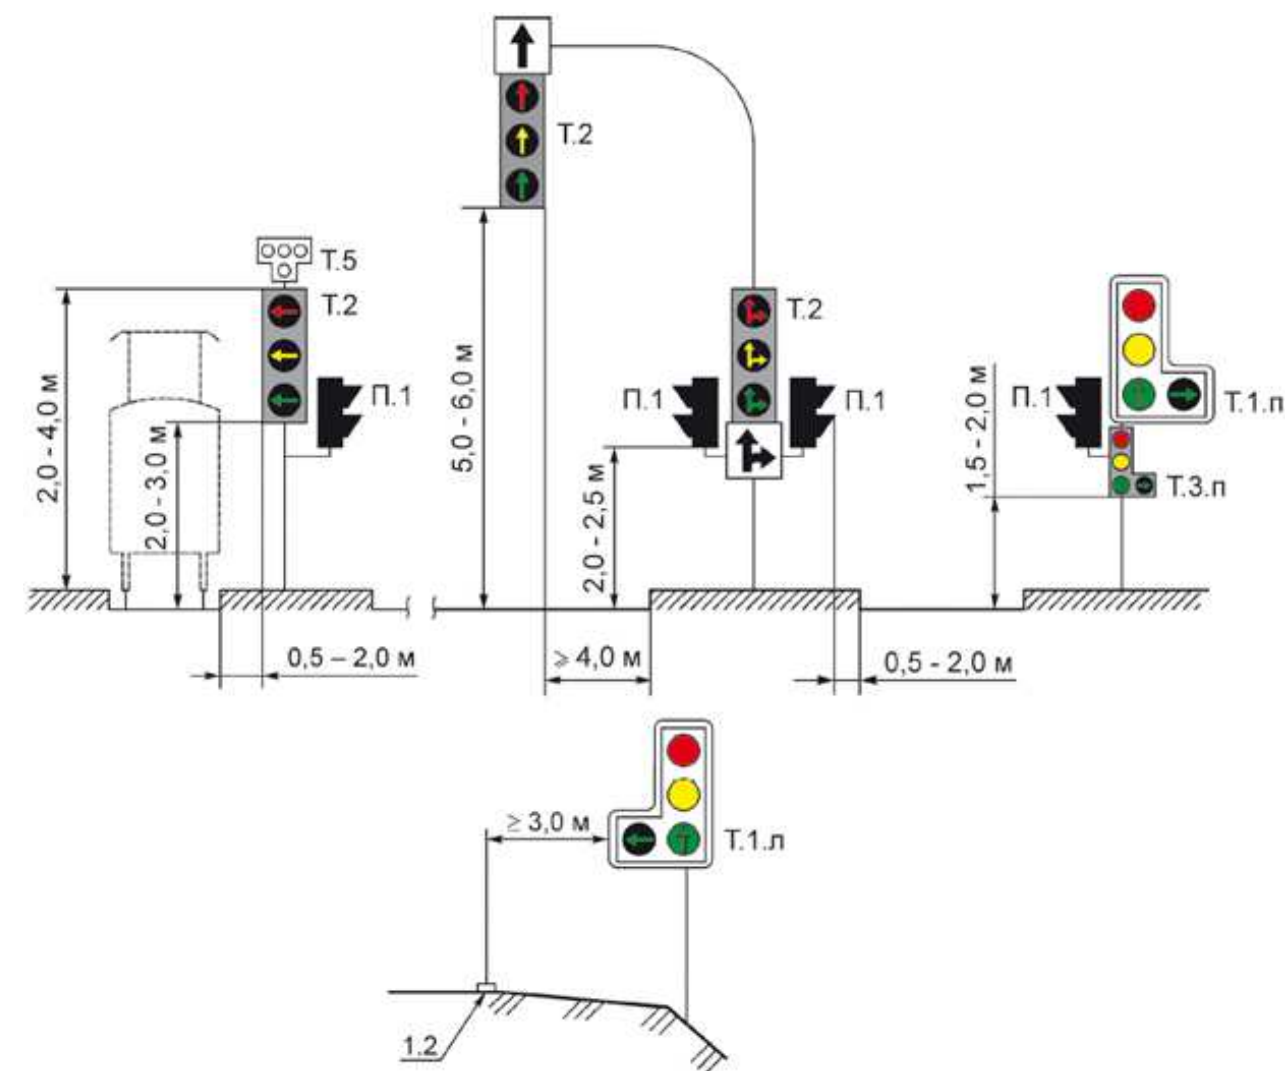 Т.2
Т.5
Т.2
Т.2
П.1
П.1
П.1
П.1
Т.1.п
Т.3.п
2,0 - 4,0 м
2,0 - 3,0 м
5,0 - 6,0 м
2,0 - 2,5 м
1,5 - 2,0 м
0,5 – 2,0 м
⩾ 4,0 м
0,5 - 2,0 м
≥ 3,0 м
Т.1.л
1.2